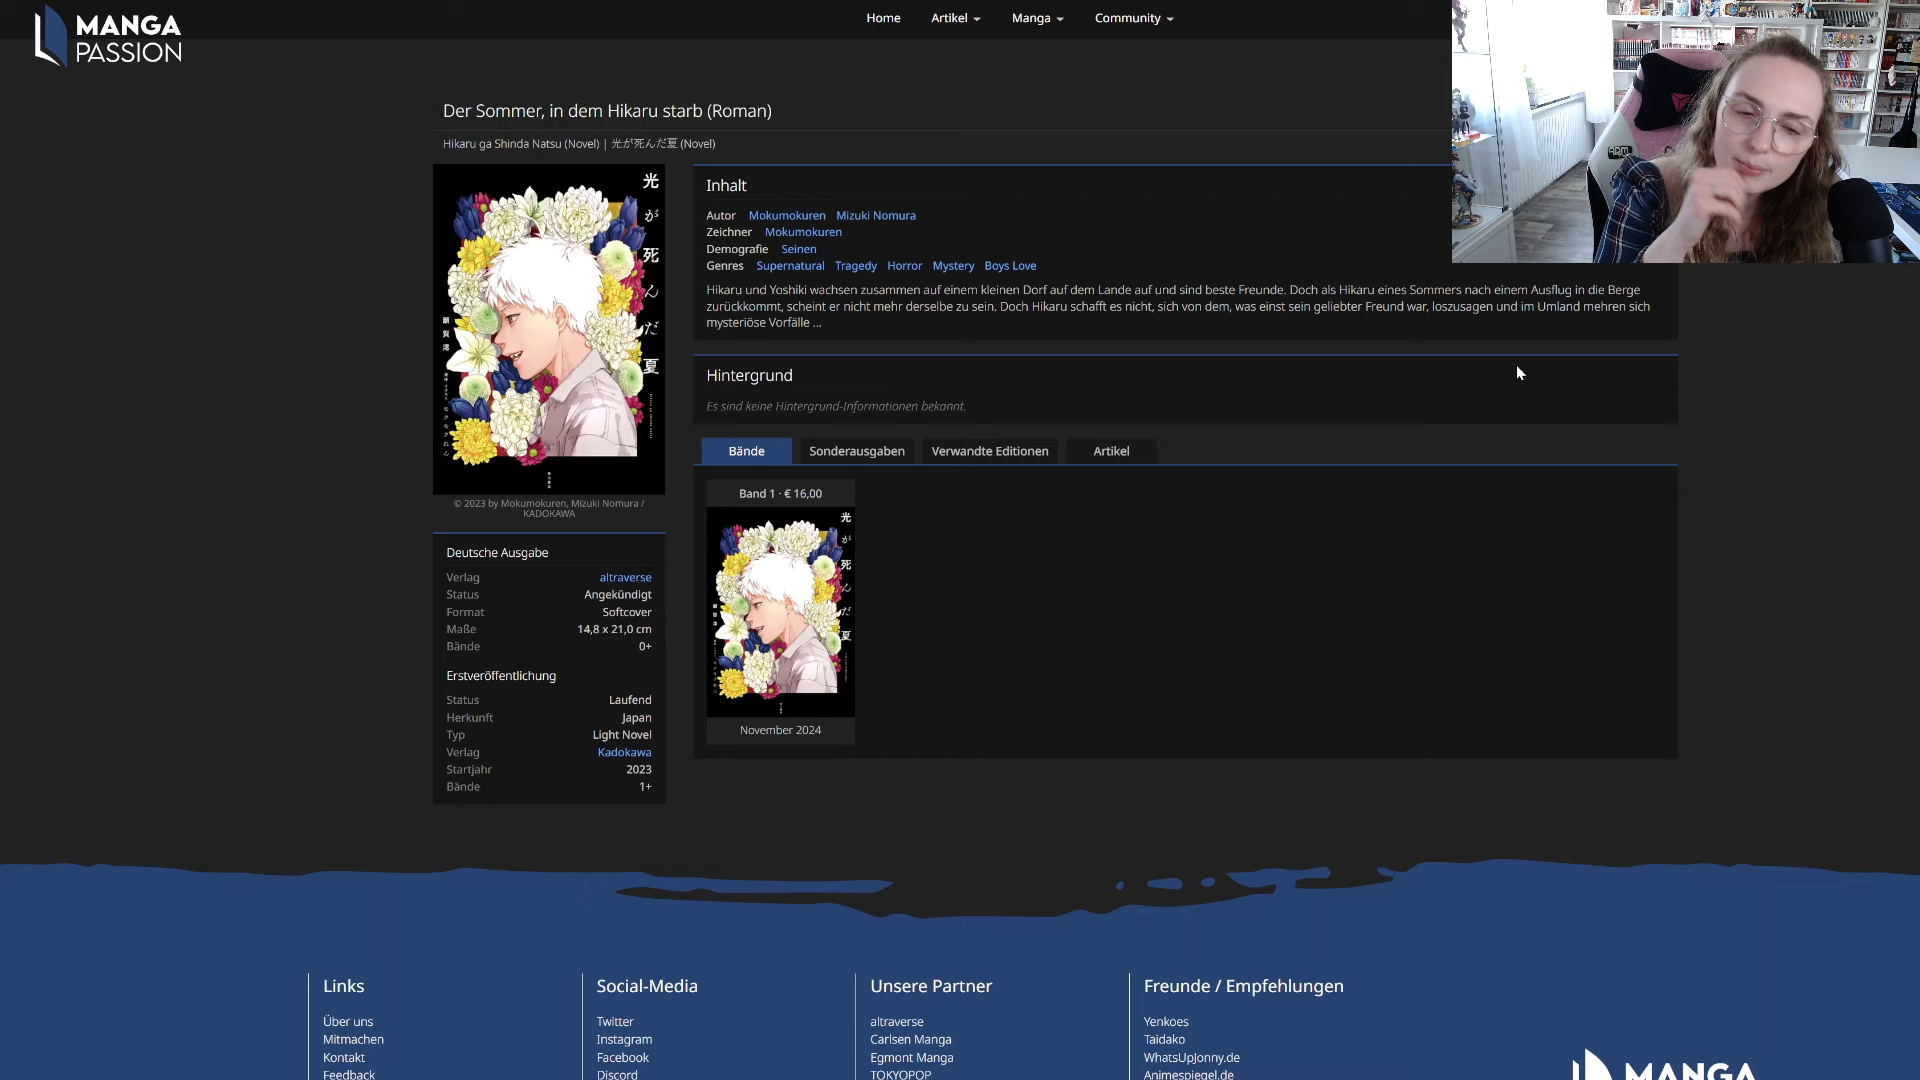 MANGA
PASSION
Home
Artikel
Manga
Community
Der Sommer, in dem Hikaru starb (Roman)
Hikaru ga Shinda Natsu (Novel) | 光が死んだ夏 (Novel)
光が死んだ夏
© 2023 by Mokumokuren, Mizuki Nomura /
KADOKAWA
Deutsche Ausgabe
Verlag altraverse
Status Angekündigt
Format Softcover
Maße 14,8 x 21,0 cm
Bände 0+
Erstveröffentlichung
Status Laufend
Herkunft Japan
Typ Light Novel
Verlag Kadokawa
Startjahr 2023
Bände 1+
Inhalt
Autor Mokumokuren Mizuki Nomura
Zeichner Mokumokuren
Demografie Seinen
Genres Supernatural Tragedy Horror Mystery Boys Love
Hikaru und Yoshiki wachsen zusammen auf einem kleinen Dorf auf dem Lande auf und sind beste Freunde. Doch als Hikaru eines Sommers nach einem Ausflug in die Berge
zurückkommt, scheint er nicht mehr derselbe zu sein. Doch Hikaru schafft es nicht, sich von dem, was einst sein geliebter Freund war, loszusagen und im Umland mehren sich
mysteriöse Vorfälle ...
Hintergrund
Es sind keine Hintergrund-Informationen bekannt.
Bände
Sonderausgaben
Verwandte Editionen
Artikel
Band 1 · € 16,00
光が死んだ夏
November 2024
Links
Über uns
Mitmachen
Kontakt
Feedback
Social-Media
Twitter
Instagram
Facebook
Discord
Unsere Partner
altraverse
Carlsen Manga
Egmont Manga
TOKYOPOP
Freunde / Empfehlungen
Yenkoes
Taidako
WhatsUpJonny.de
Animespiegel.de
MANGA